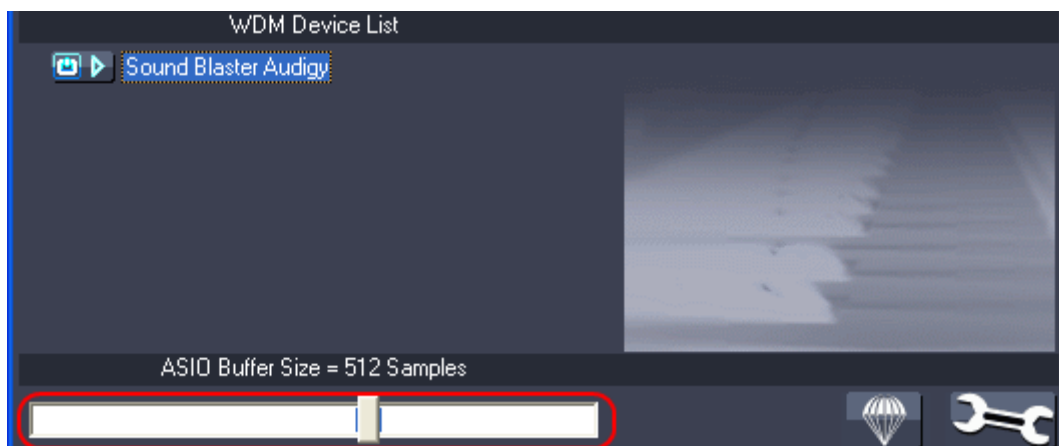 WDM Device List
Sound Blaster Audigy
ASIO Buffer Size = 512 Samples